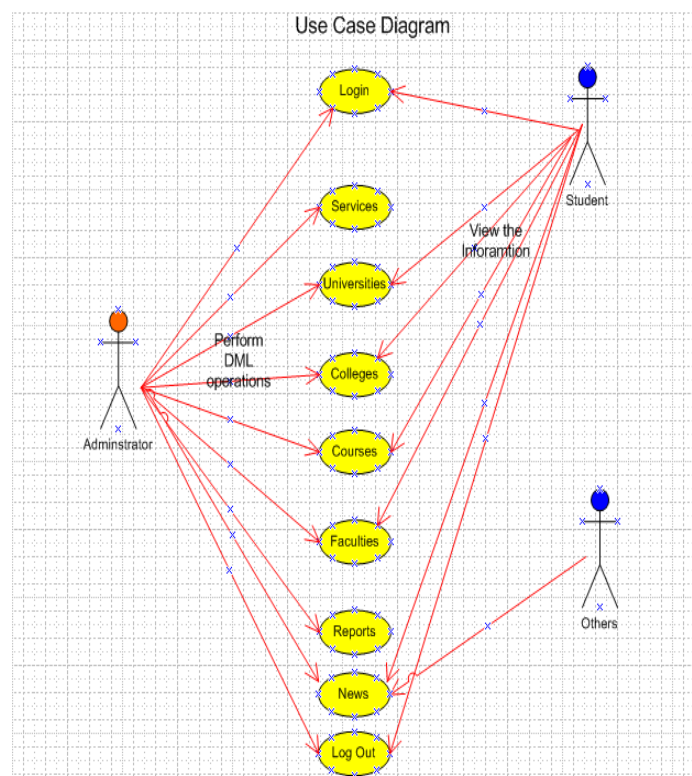 Use Case Diagram
Login
Student
Services
View the
Inforamtion
Universities
Perform
DML
operations
Colleges
Adminstrator
Courses
Faculties
Others
Reports
News
Log Out